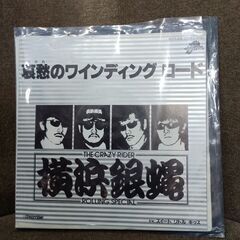 哀愁のワインディングロード
THE CRAZY RIDER
横浜銀蝿
ROLLING SPECIAL